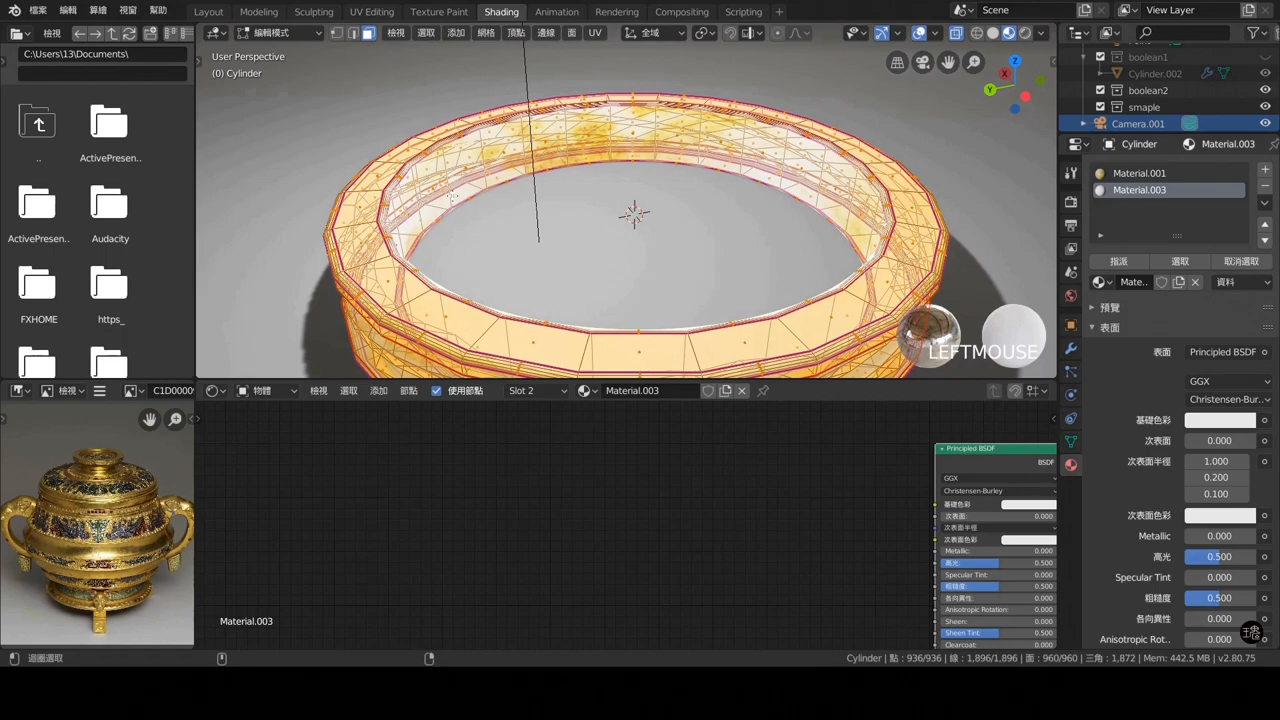 檔案 編輯 算繪 視窗 幫助 Layout Modeling Sculpting UV Editing Texture Paint Shading Animation Rendering Compositing Scripting + Scene View Layer
檢視 編輯模式 檢視 選取 添加 網格 頂點 邊線 面 UV 全域
C:\Users\13\Documents\
User Perspective
(0) Cylinder
Z
X
Y
boolean1
Cylinder.002
boolean2
smaple
Camera.001
..
ActivePresen..
Cylinder Material.003
Material.001
Material.003
ActivePresen..
Audacity
指派 選取 取消選取
Mate.. 資料
預覽
表面
FXHOME
https_
LEFTMOUSE
表面 Principled BSDF
GGX
Christensen-Bur..
基礎色彩
次表面 0.000
次表面半徑 1.000
0.200
0.100
次表面色彩
Metallic 0.000
高光 0.500
Specular Tint 0.000
粗糙度 0.500
各向異性 0.000
Anisotropic Rot.. 0.000
檢視 C1D0000
物體 檢視 選取 添加 節點 使用節點 Slot 2 Material.003
Principled BSDF
BSDF
GGX
Christensen-Burley
基礎色彩
次表面: 0.000
次表面半徑
次表面色彩
Metallic: 0.000
高光: 0.500
Specular Tint: 0.000
粗糙度: 0.500
各向異性: 0.000
Anisotropic Rotation: 0.000
Sheen: 0.000
Sheen Tint: 0.500
Clearcoat: 0.000
Material.003
瑰
迴圈選取
Cylinder | 點 : 936/936 | 線 : 1,896/1,896 | 面 : 960/960 | 三角 : 1,872 | Mem: 442.5 MB | v2.80.75